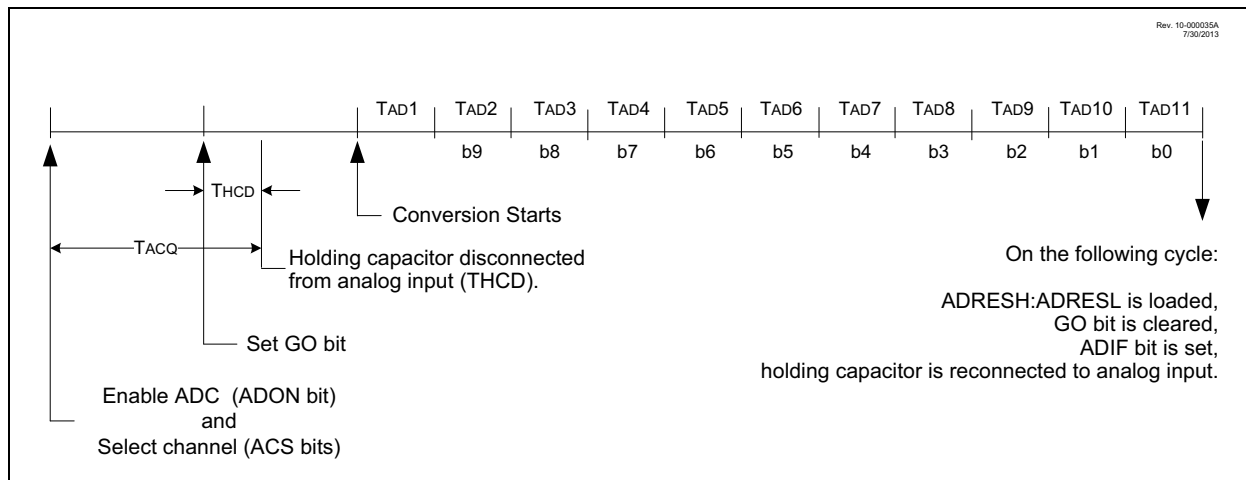 Rev. 10-000035A
7/30/2013
TAD1 TAD2 TAD3 TAD4 TAD5 TAD6 TAD7 TAD8 TAD9 TAD10 TAD11
b9 b8 b7 b6 b5 b4 b3 b2 b1 b0
THCD
Conversion Starts
TACQ
Holding capacitor disconnected
from analog input (THCD).
Set GO bit
Enable ADC (ADON bit)
and
Select channel (ACS bits)
On the following cycle:
ADRESH:ADRESL is loaded,
GO bit is cleared,
ADIF bit is set,
holding capacitor is reconnected to analog input.